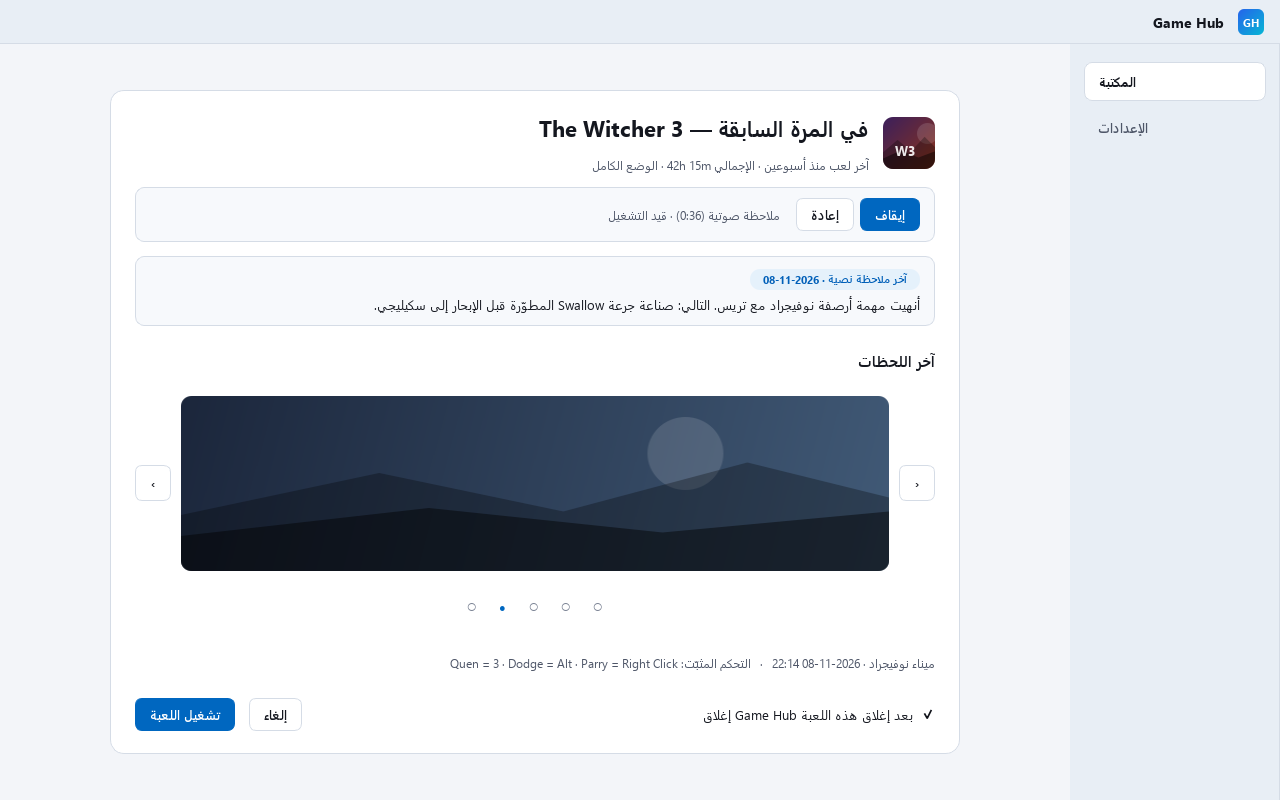 GH Game Hub
المكتبة
الإعدادات
W3
في المرة السابقة — The Witcher 3
آخر لعب منذ أسبوعين · الإجمالي 42h 15m · الوضع الكامل
إيقاف إعادة ملاحظة صوتية (0:36) · قيد التشغيل
آخر ملاحظة نصية · 2026-11-08
أنهيت مهمة أرصفة نوفيجراد مع تريس. التالي: صناعة جرعة Swallow المطوّرة قبل الإبحار إلى سكيليجي.
آخر اللحظات
ميناء نوفيجراد · 2026-11-08 22:14 · التحكم المثبّت: Quen = 3 · Dodge = Alt · Parry = Right Click
✓ بعد إغلاق هذه اللعبة Game Hub إغلاق
إلغاء تشغيل اللعبة